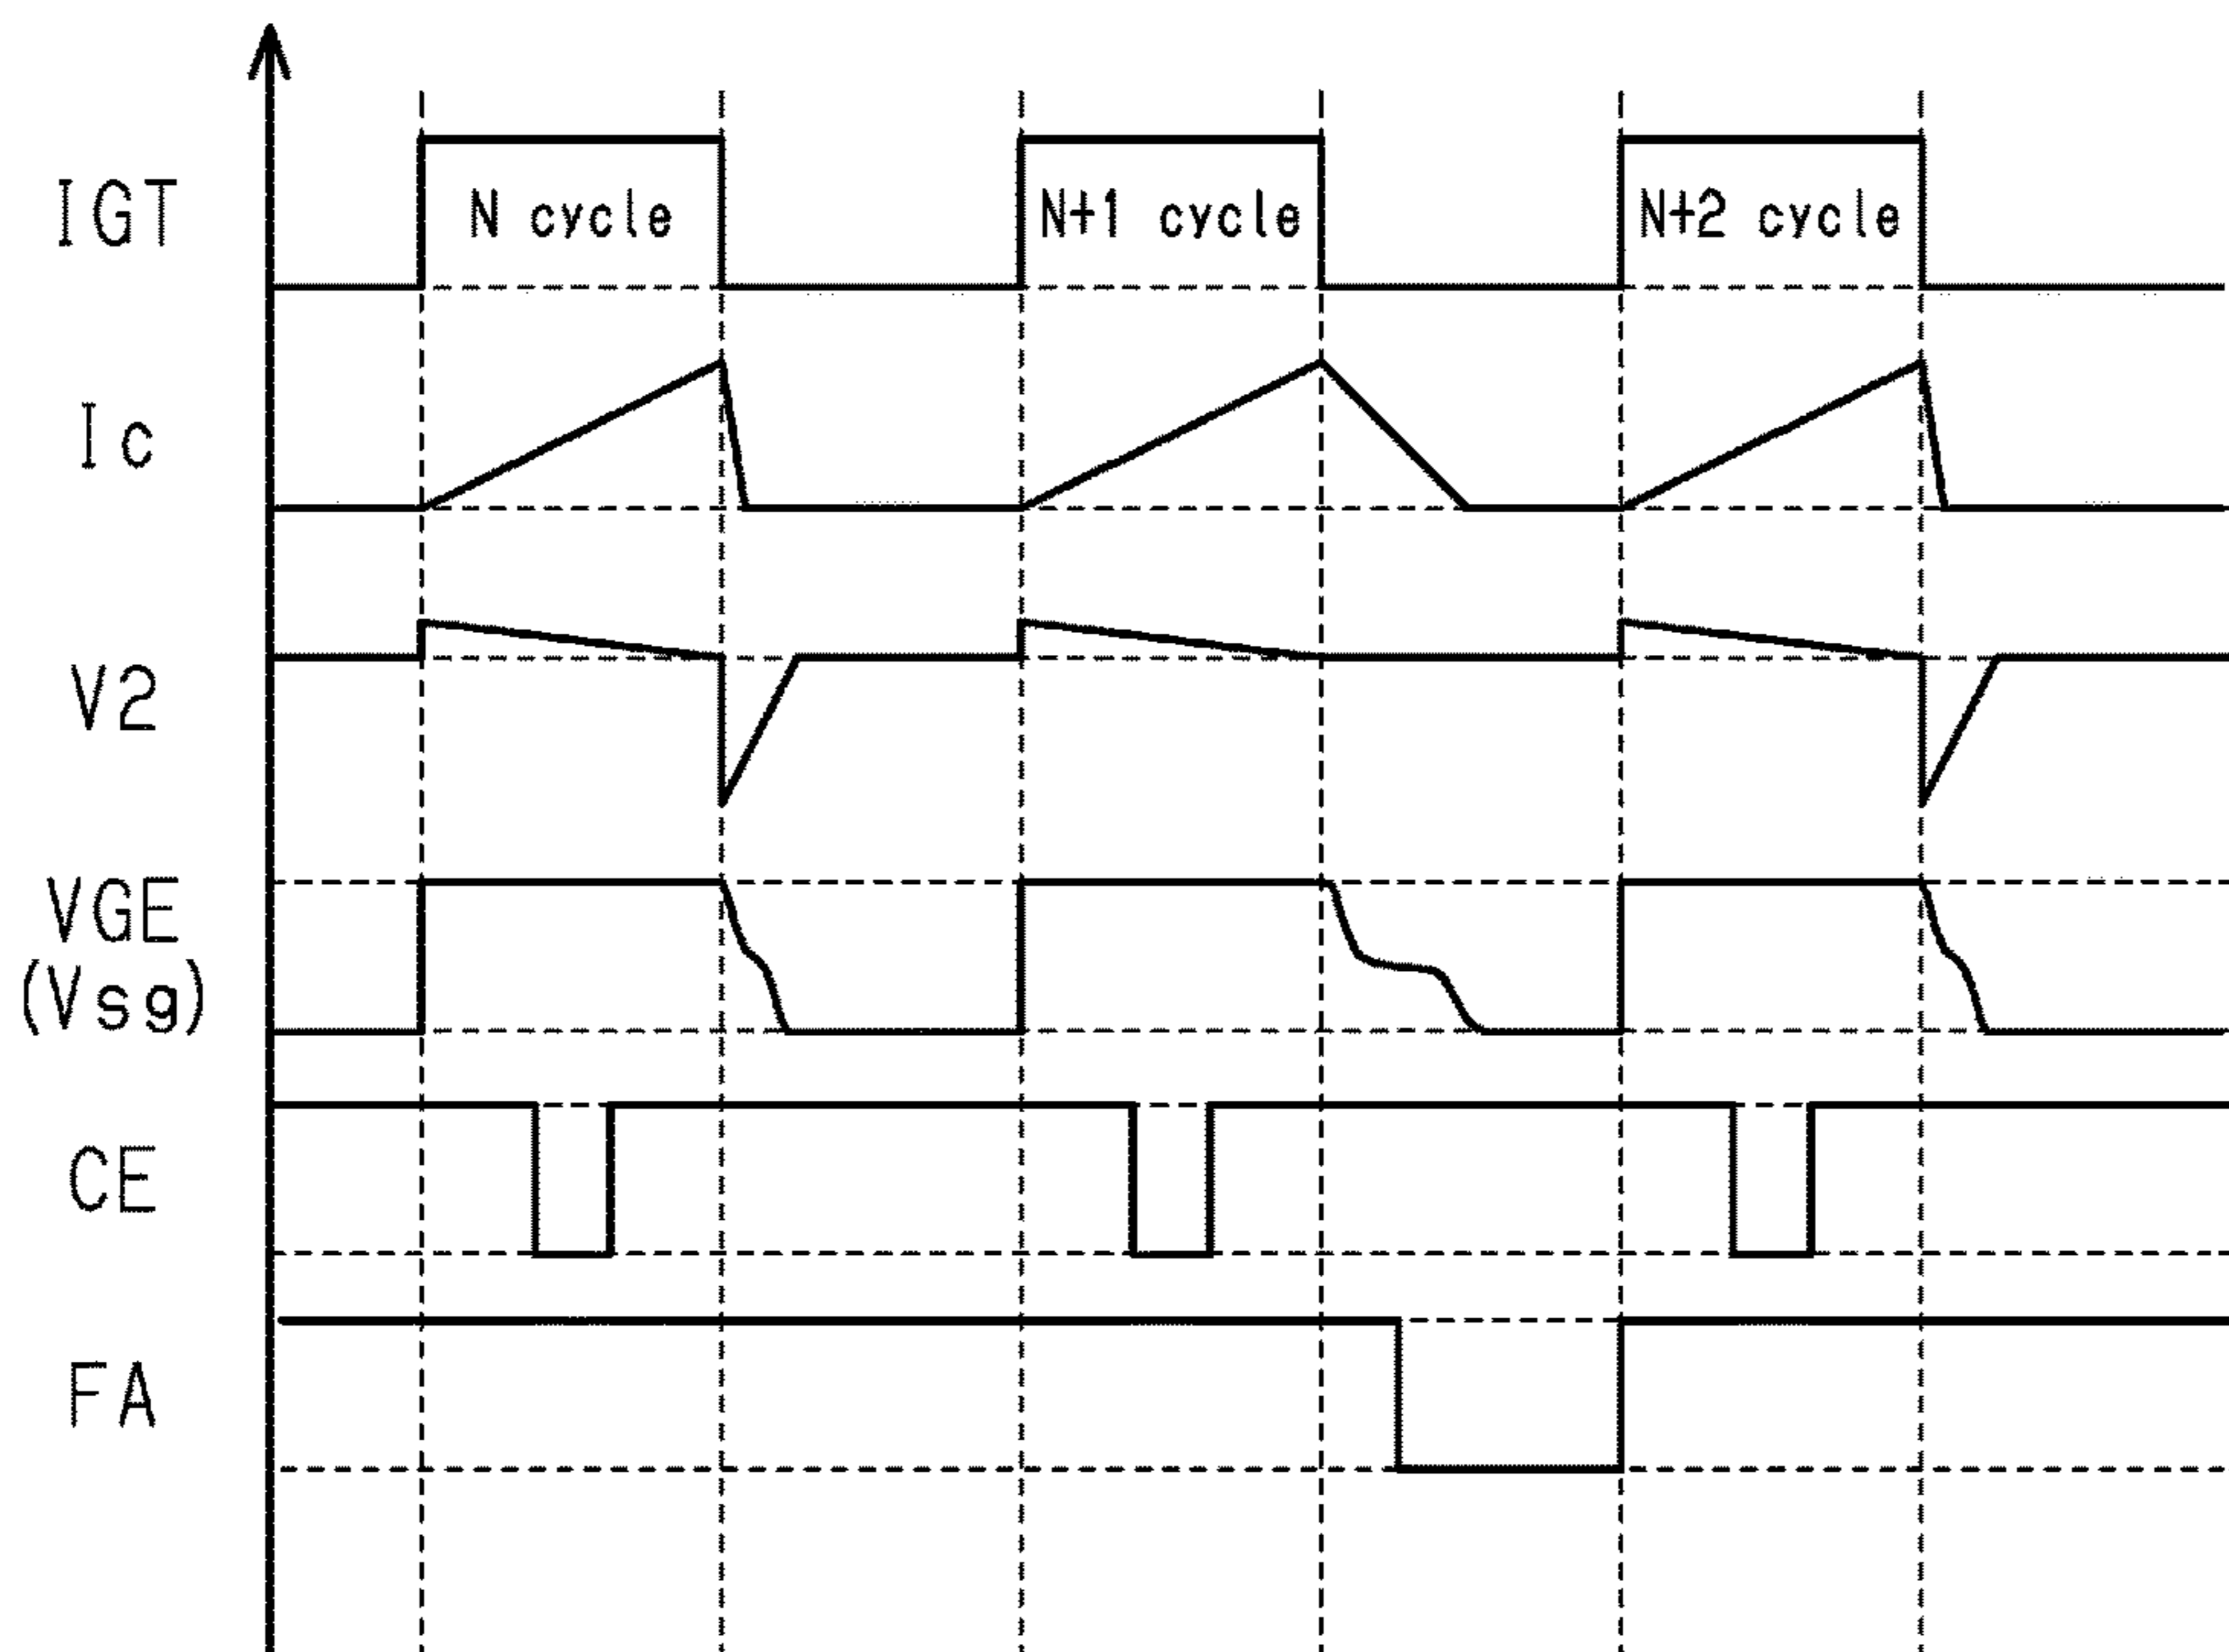 IGT
N cycle
N+1 cycle
N+2 cycle
Ic
V2
VGE
(Vsg)
CE
FA